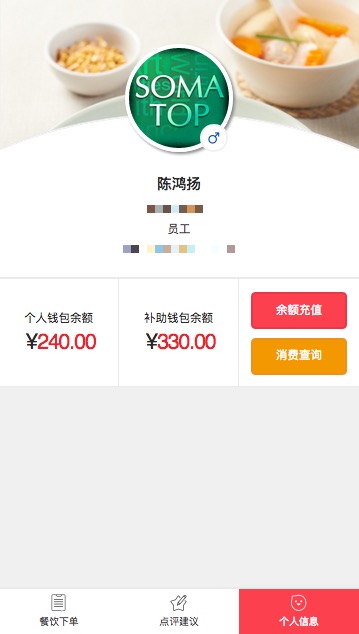 SOMA
TOP
陈鸿扬
员工
个人钱包余额
¥240.00
补助钱包余额
¥330.00
余额充值
消费查询
餐饮下单
点评建议
个人信息